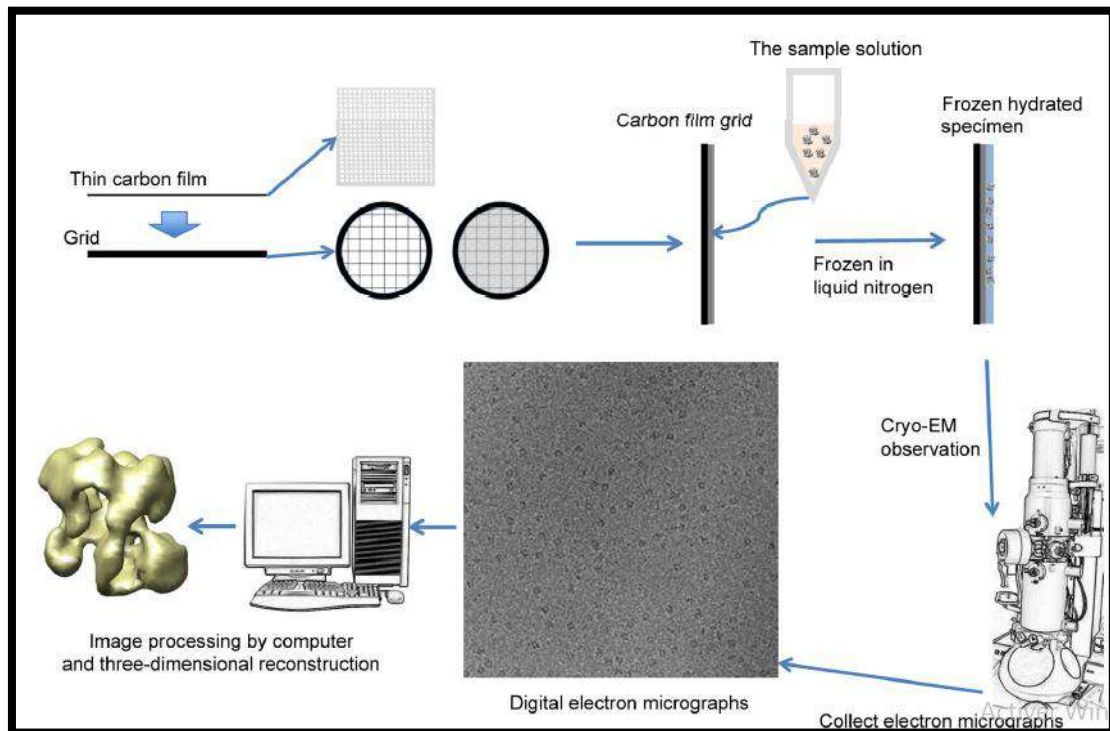 The sample solution
Carbon film grid
Frozen hydrated
specimen
Thin carbon film
Grid
Frozen in
liquid nitrogen
Cryo-EM
observation
Image processing by computer
and three-dimensional reconstruction
Digital electron micrographs
Collect electron micrographs